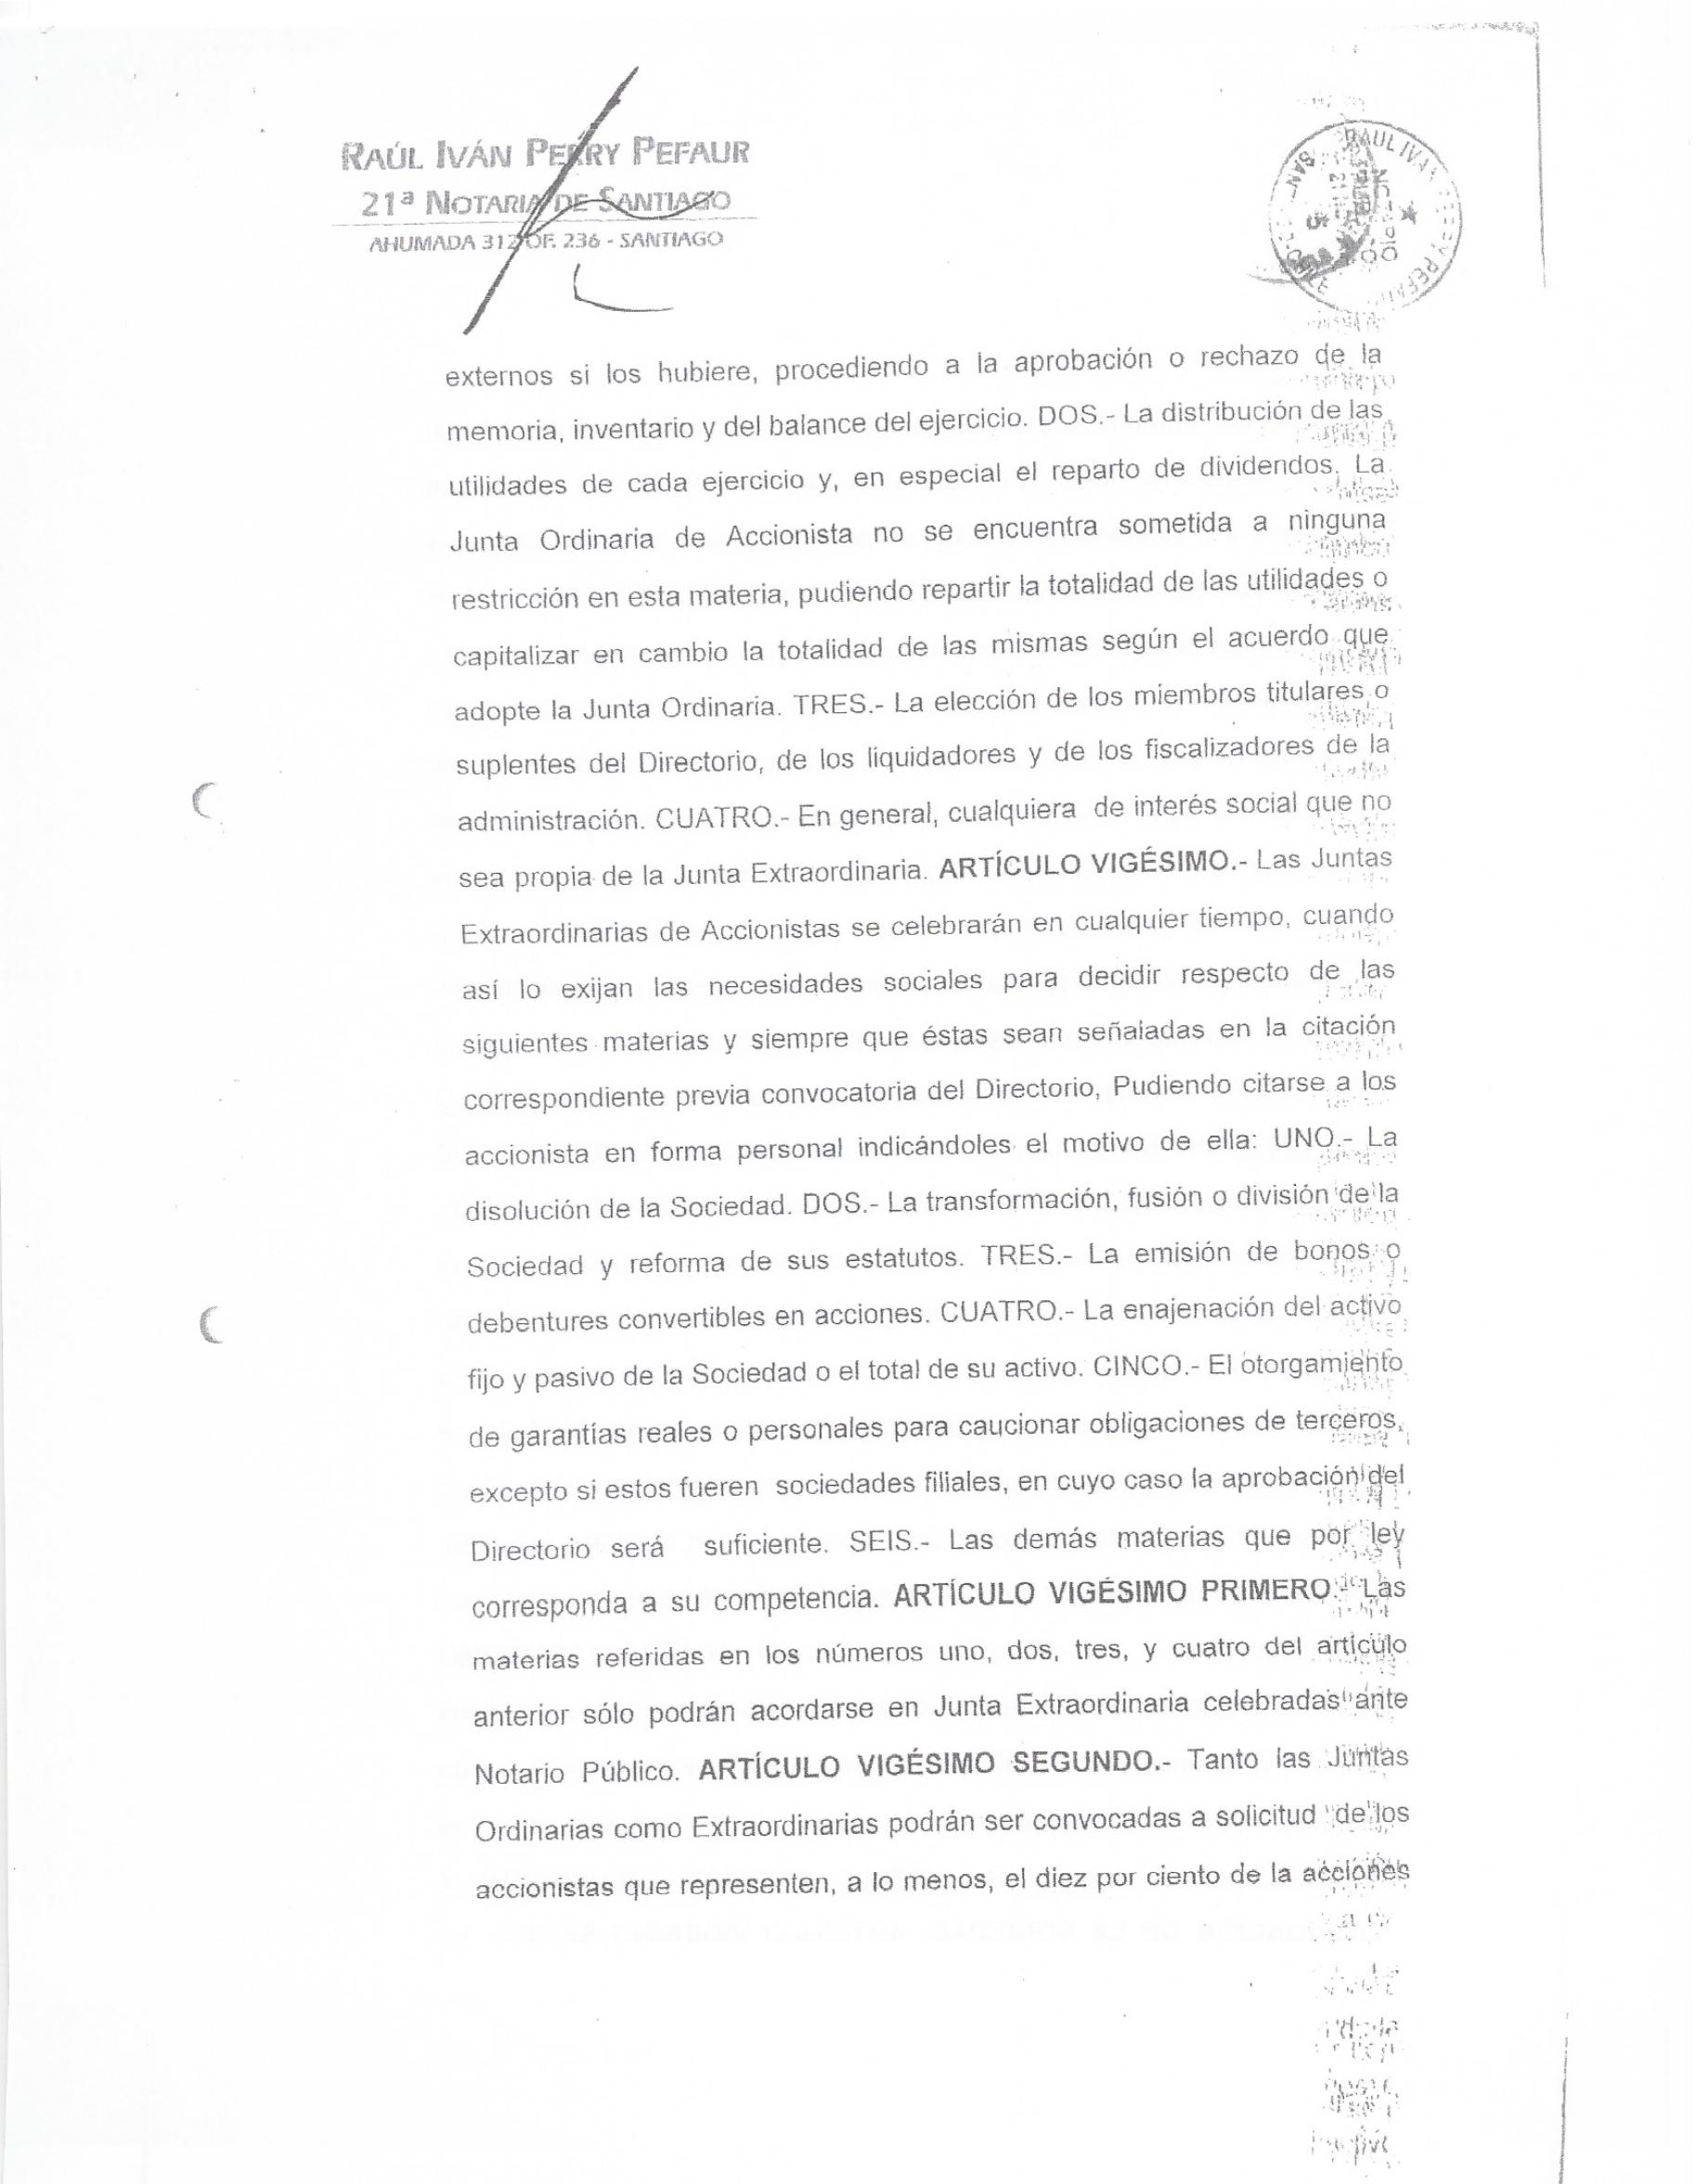 RAÚL IVÁN PERRY PEFAUR
21ª NOTARIA DE SANTIAGO
AHUMADA 312 OF. 236 - SANTIAGO
RAUL IVAN PERRY PEFAUR
externos si los hubiere, procediendo a la aprobación o rechazo de la
memoria, inventario y del balance del ejercicio. DOS.- La distribución de las
utilidades de cada ejercicio y, en especial el reparto de dividendos. La
Junta Ordinaria de Accionista no se encuentra sometida a ninguna
restricción en esta materia, pudiendo repartir la totalidad de las utilidades o
capitalizar en cambio la totalidad de las mismas según el acuerdo que
adopte la Junta Ordinaria. TRES.- La elección de los miembros titulares o
suplentes del Directorio, de los liquidadores y de los fiscalizadores de la
administración. CUATRO.- En general, cualquiera de interés social que no
sea propia de la Junta Extraordinaria. ARTÍCULO VIGÉSIMO.- Las Juntas
Extraordinarias de Accionistas se celebrarán en cualquier tiempo, cuando
así lo exijan las necesidades sociales para decidir respecto de las
siguientes materias y siempre que éstas sean señaladas en la citación
correspondiente previa convocatoria del Directorio, Pudiendo citarse a los
accionista en forma personal indicándoles el motivo de ella: UNO.- La
disolución de la Sociedad. DOS.- La transformación, fusión o división de la
Sociedad y reforma de sus estatutos. TRES.- La emisión de bonos o
debentures convertibles en acciones. CUATRO.- La enajenación del activo
fijo y pasivo de la Sociedad o el total de su activo. CINCO.- El otorgamiento
de garantías reales o personales para caucionar obligaciones de terceros,
excepto si estos fueren sociedades filiales, en cuyo caso la aprobación del
Directorio será suficiente. SEIS.- Las demás materias que por ley
corresponda a su competencia. ARTÍCULO VIGÉSIMO PRIMERO.- Las
materias referidas en los números uno, dos, tres, y cuatro del artículo
anterior sólo podrán acordarse en Junta Extraordinaria celebradas ante
Notario Público. ARTÍCULO VIGÉSIMO SEGUNDO.- Tanto las Juntas
Ordinarias como Extraordinarias podrán ser convocadas a solicitud de los
accionistas que representen, a lo menos, el diez por ciento de la acciones